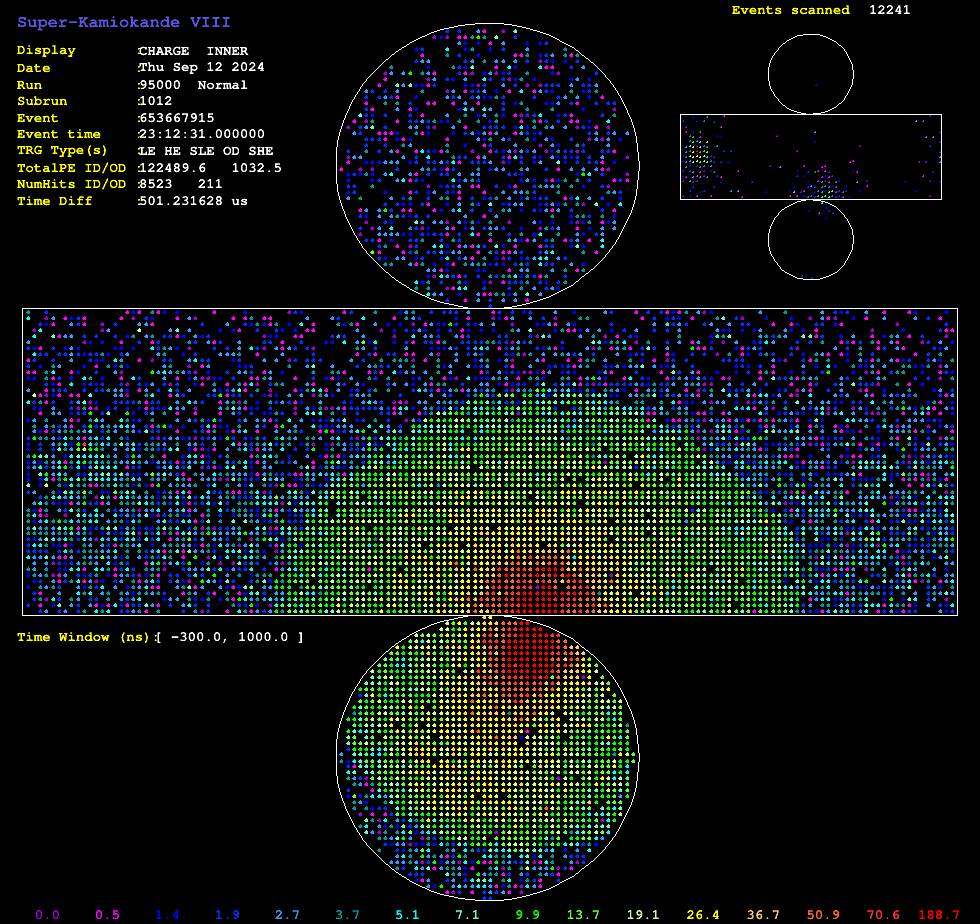 Super-Kamiokande VIII
Events scanned 12241
Display :CHARGE INNER
Date :Thu Sep 12 2024
Run :95000 Normal
Subrun :1012
Event :653667915
Event time :23:12:31.000000
TRG Type(s) :LE HE SLE OD SHE
TotalPE ID/OD :122489.6 1032.5
NumHits ID/OD :8523 211
Time Diff :501.231628 us
Time Window (ns):[ -300.0, 1000.0 ]
0.0 0.5 1.4 1.9 2.7 3.7 5.1 7.1 9.9 13.7 19.1 26.4 36.7 50.9 70.6 188.7